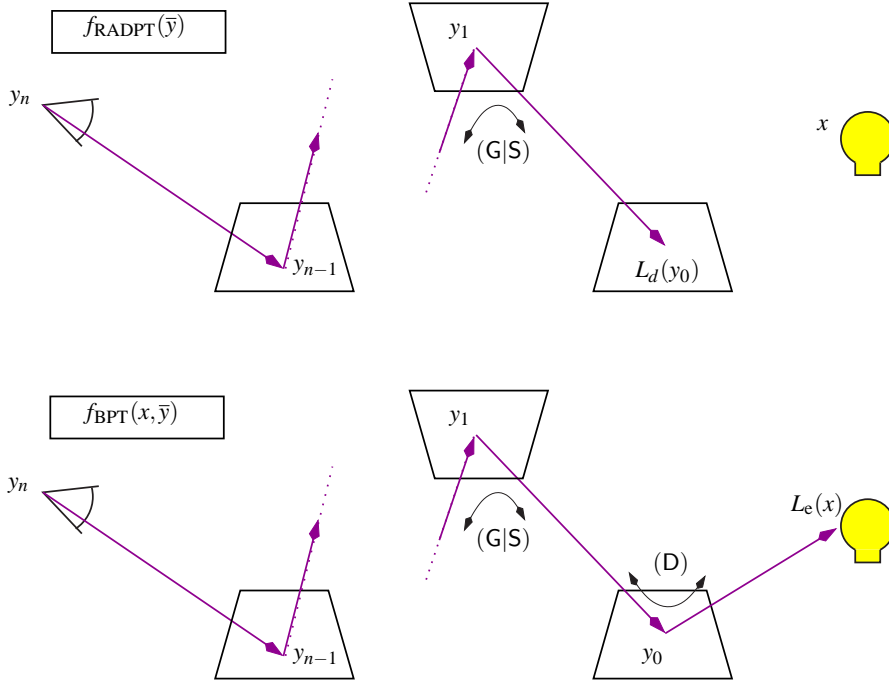 f_RADPT(y̅)
y_1
y_n
x
(G|S)
y_{n−1}
L_d(y_0)
f_BPT(x, y̅)
y_1
y_n
L_e(x)
(G|S)
(D)
y_{n−1}
y_0